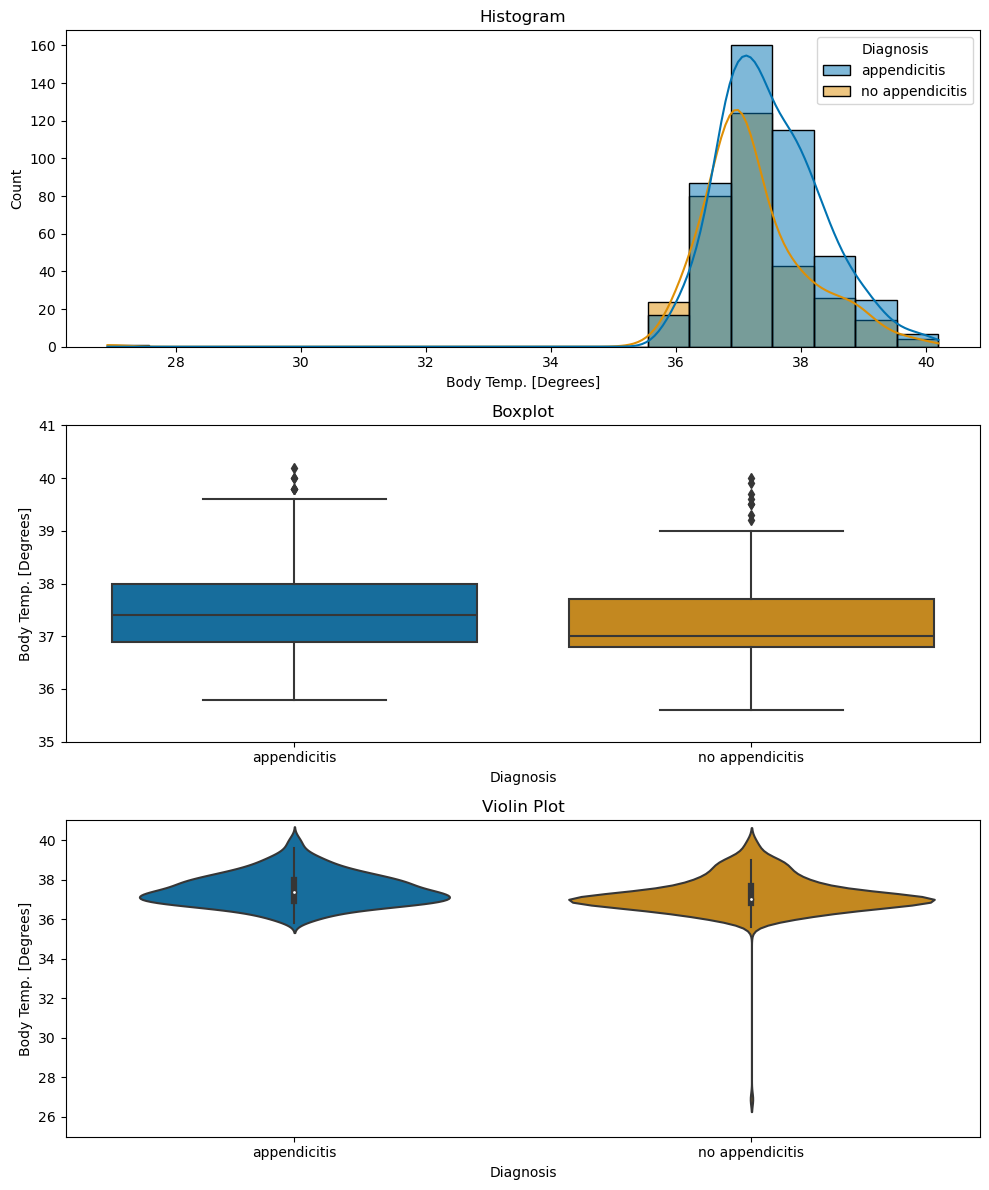 Histogram
Diagnosis
appendicitis
no appendicitis
160
140
120
100
80
60
40
20
0
Count
28 30 32 34 36 38 40
Body Temp. [Degrees]
Boxplot
41
40
39
38
37
36
35
Body Temp. [Degrees]
appendicitis no appendicitis
Diagnosis
Violin Plot
40
38
36
34
32
30
28
26
Body Temp. [Degrees]
appendicitis no appendicitis
Diagnosis